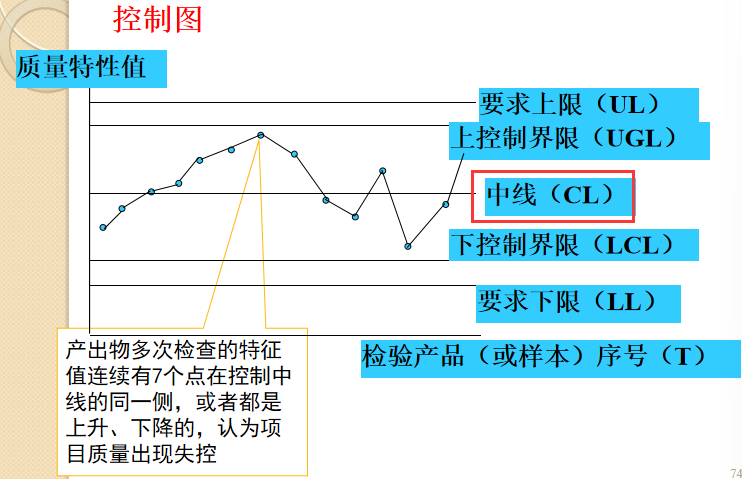 控制图
质量特性值
要求上限（UL）
上控制界限（UGL）
中线（CL）
下控制界限（LCL）
要求下限（LL）
检验产品（或样本）序号（T）
产出物多次检查的特征
值连续有7个点在控制中
线的同一侧，或者都是
上升、下降的，认为项
目质量出现失控
74